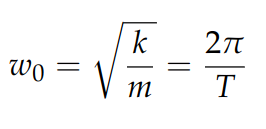 w₀ = √(k/m) = 2π/T